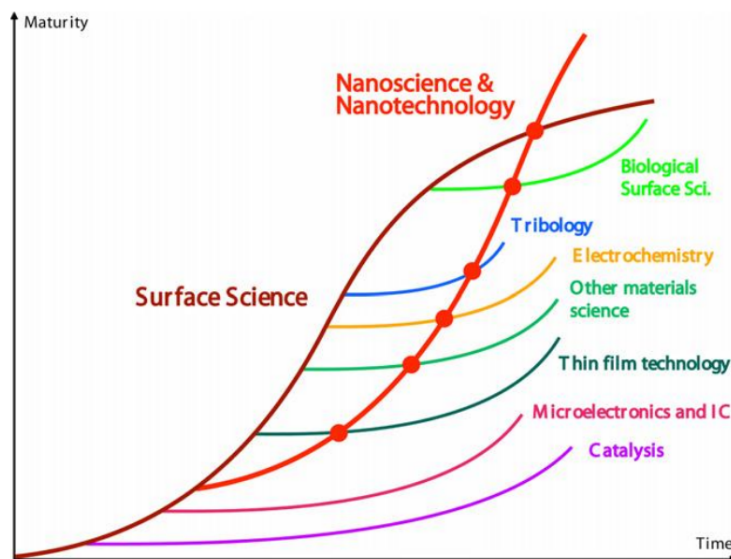 Maturity
Nanoscience &
Nanotechnology
Biological
Surface Sci.
Tribology
Electrochemistry
Surface Science
Other materials
science
Thin film technology
Microelectronics and IC
Catalysis
Time